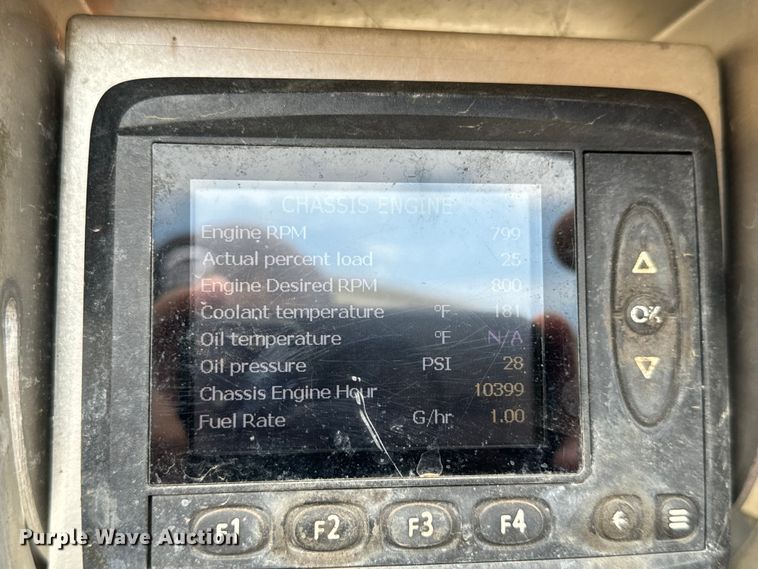 CHASSIS ENGINE
Engine RPM 799
Actual percent load 25
Engine Desired RPM 800
Coolant temperature °F 181
Oil temperature °F N/A
Oil pressure PSI 28
Chassis Engine Hour 10399
Fuel Rate G/hr 1.00
OK
F1 F2 F3 F4
Purple Wave Auction